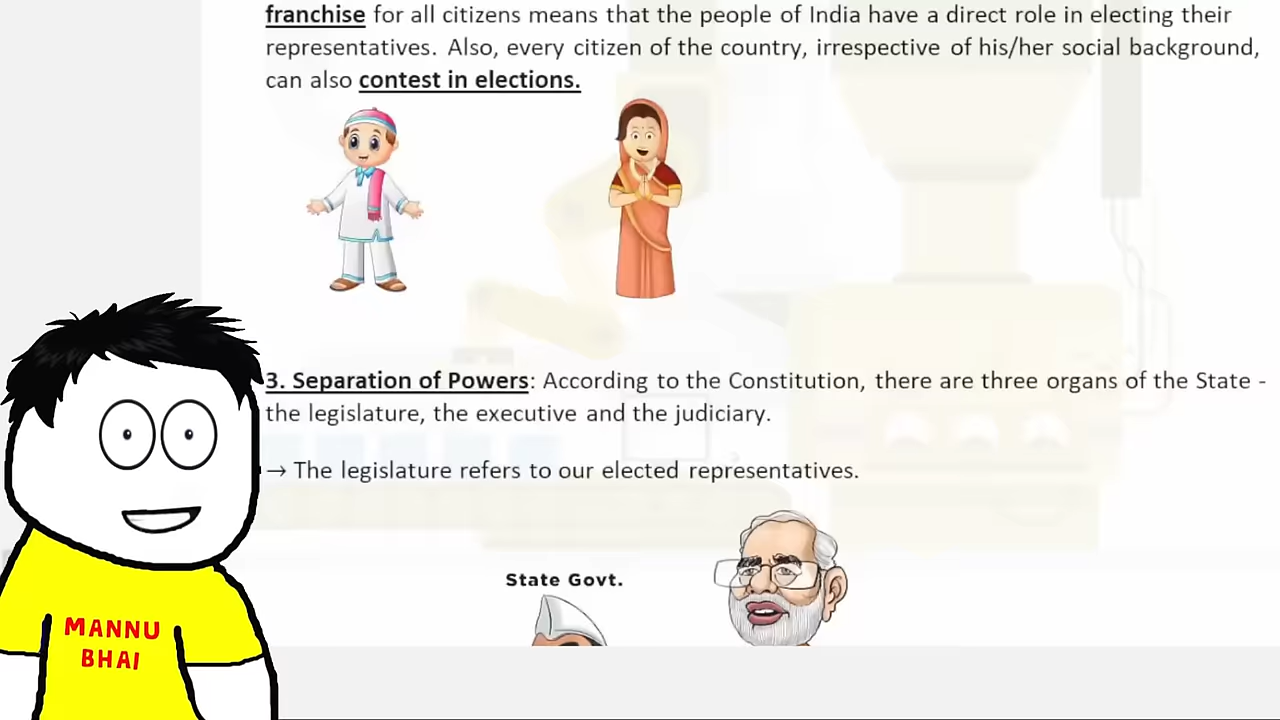 franchise for all citizens means that the people of India have a direct role in electing their
representatives. Also, every citizen of the country, irrespective of his/her social background,
can also contest in elections.
3. Separation of Powers: According to the Constitution, there are three organs of the State -
the legislature, the executive and the judiciary.
→ The legislature refers to our elected representatives.
State Govt.
MANNU
BHAI